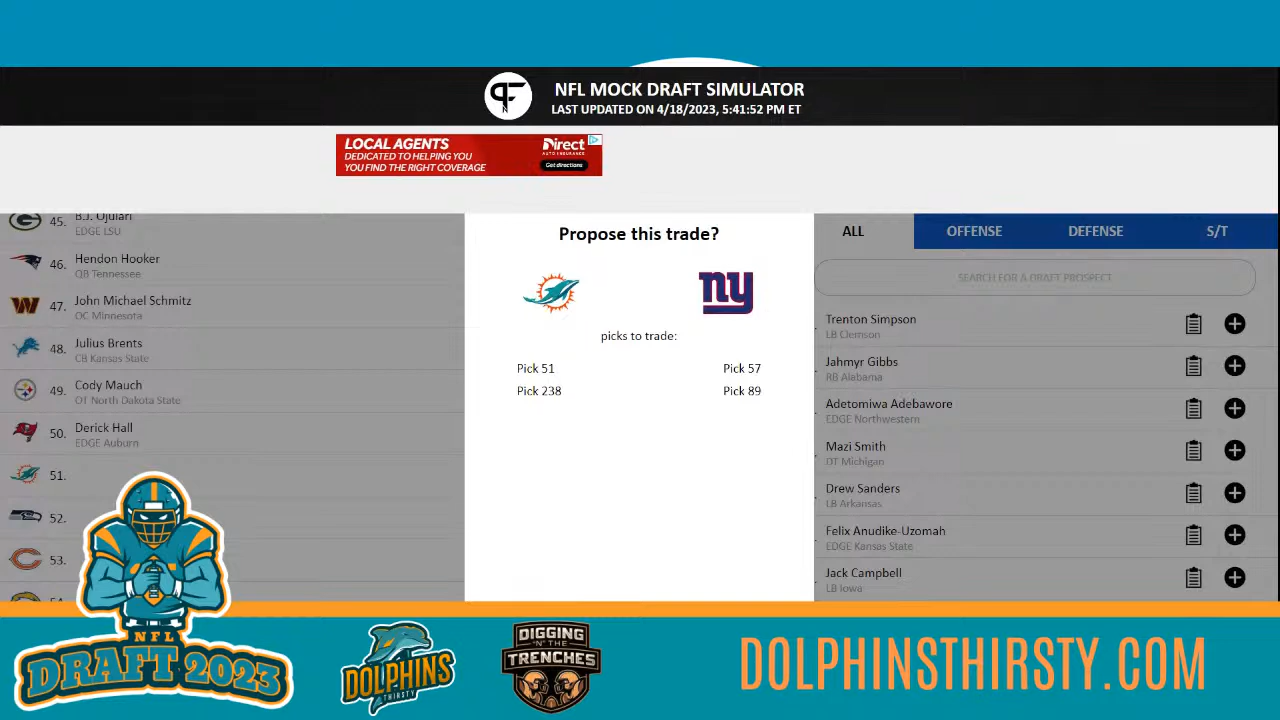 NFL MOCK DRAFT SIMULATOR
LAST UPDATED ON 4/18/2023, 5:41:52 PM ET
LOCAL AGENTS
DEDICATED TO HELPING YOU
YOU FIND THE RIGHT COVERAGE
Direct
AUTO INSURANCE
Get directions
45. B.J. Ojulari
EDGE LSU
46. Hendon Hooker
QB Tennessee
47. John Michael Schmitz
OC Minnesota
48. Julius Brents
CB Kansas State
49. Cody Mauch
OT North Dakota State
50. Derick Hall
EDGE Auburn
51.
52.
53.
Propose this trade?
ny
picks to trade:
Pick 51 Pick 57
Pick 238 Pick 89
ALL OFFENSE DEFENSE S/T
SEARCH FOR A DRAFT PROSPECT
Trenton Simpson
LB Clemson
Jahmyr Gibbs
RB Alabama
Adetomiwa Adebawore
EDGE Northwestern
Mazi Smith
DT Michigan
Drew Sanders
LB Arkansas
Felix Anudike-Uzomah
EDGE Kansas State
Jack Campbell
LB Iowa
NFL
DRAFT 2023
DOLPHINS
THIRSTY
DIGGING
"N" THE
TRENCHES
DOLPHINSTHIRSTY.COM